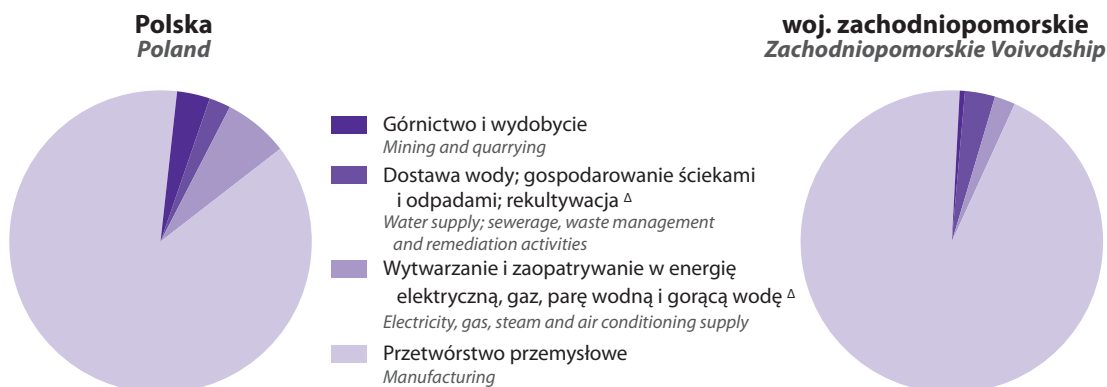 Polska
Poland
woj. zachodniopomorskie
Zachodniopomorskie Voivodship
Górnictwo i wydobycie
Mining and quarrying
Dostawa wody; gospodarowanie ściekami
i odpadami; rekultywacja Δ
Water supply; sewerage, waste management
and remediation activities
Wytwarzanie i zaopatrywanie w energię
elektryczną, gaz, parę wodną i gorącą wodę Δ
Electricity, gas, steam and air conditioning supply
Przetwórstwo przemysłowe
Manufacturing